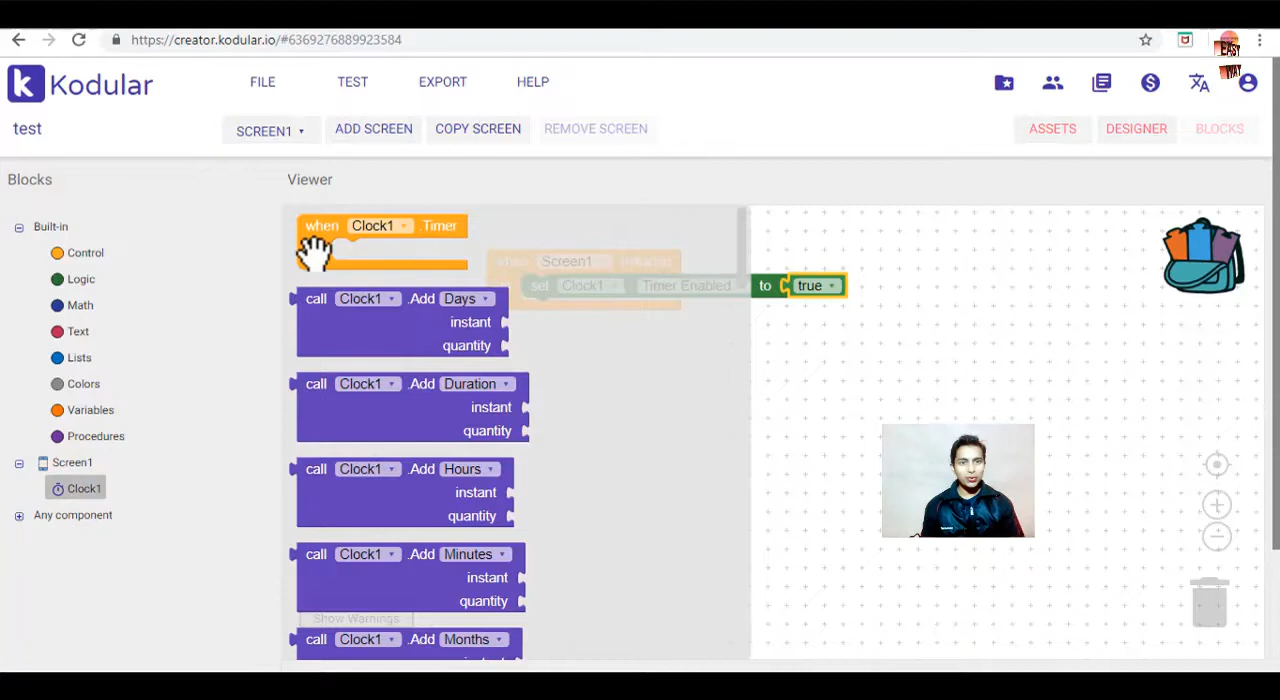 https://creator.kodular.io/#6369276889923584
EAST
WAY
Kodular
FILE
TEST
EXPORT
HELP
test
SCREEN1
ADD SCREEN
COPY SCREEN
REMOVE SCREEN
ASSETS
DESIGNER
BLOCKS
Blocks
Viewer
Built-in
Control
Logic
Math
Text
Lists
Colors
Variables
Procedures
Screen1
Clock1
Any component
when Clock1 .Timer
when Screen1
set Clock1 . Timer Enabled to true
call Clock1 .Add Days
instant
quantity
call Clock1 .Add Duration
instant
quantity
call Clock1 .Add Hours
instant
quantity
call Clock1 .Add Minutes
instant
quantity
Show Warnings
call Clock1 .Add Months